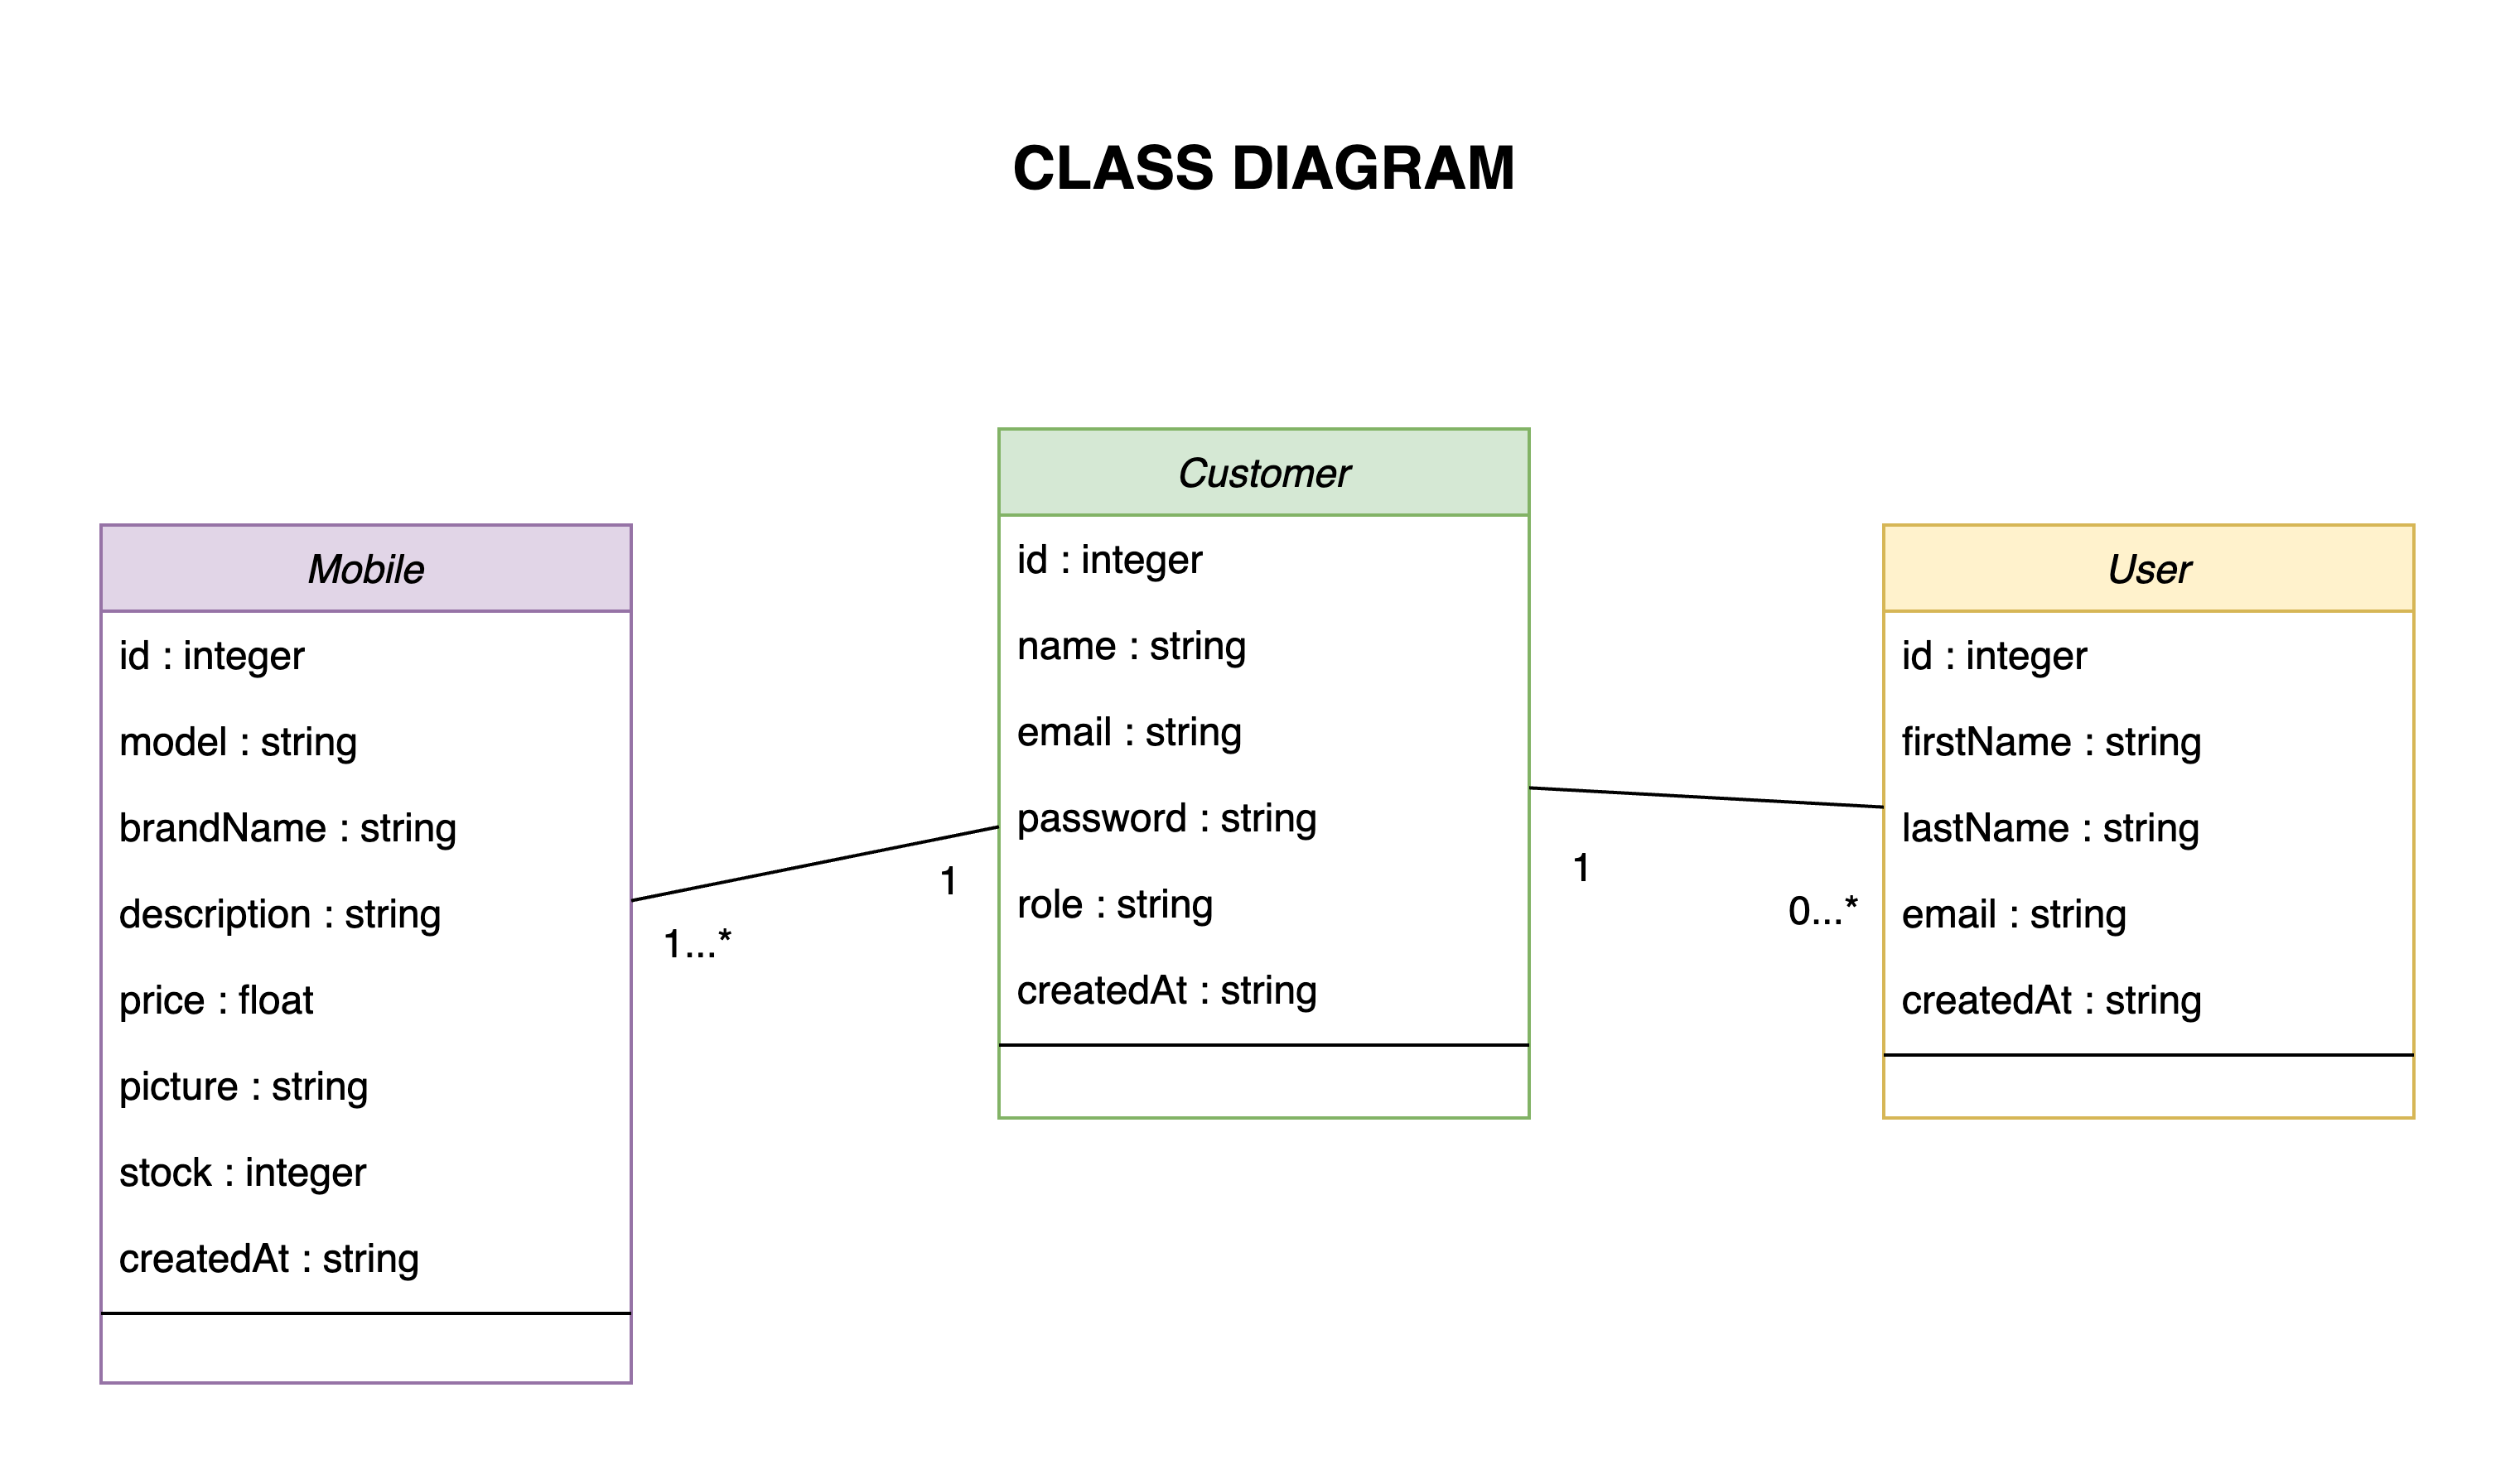 CLASS DIAGRAM
Mobile
id : integer
model : string
brandName : string
description : string
price : float
picture : string
stock : integer
createdAt : string
1...*
1
Customer
id : integer
name : string
email : string
password : string
role : string
createdAt : string
1
0...*
User
id : integer
firstName : string
lastName : string
email : string
createdAt : string